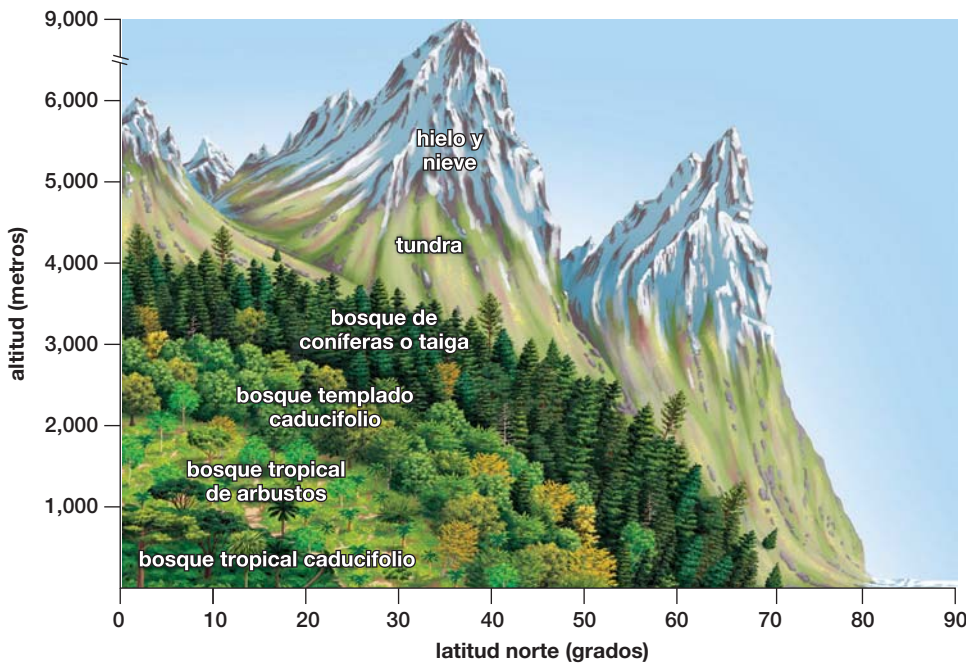 9,000
6,000
5,000
4,000
3,000
2,000
1,000
altitud (metros)
hielo y
nieve
tundra
bosque de
coníferas o taiga
bosque templado
caducifolio
bosque tropical
de arbustos
bosque tropical caducifolio
0
10
20
30
40
50
60
70
80
90
latitud norte (grados)